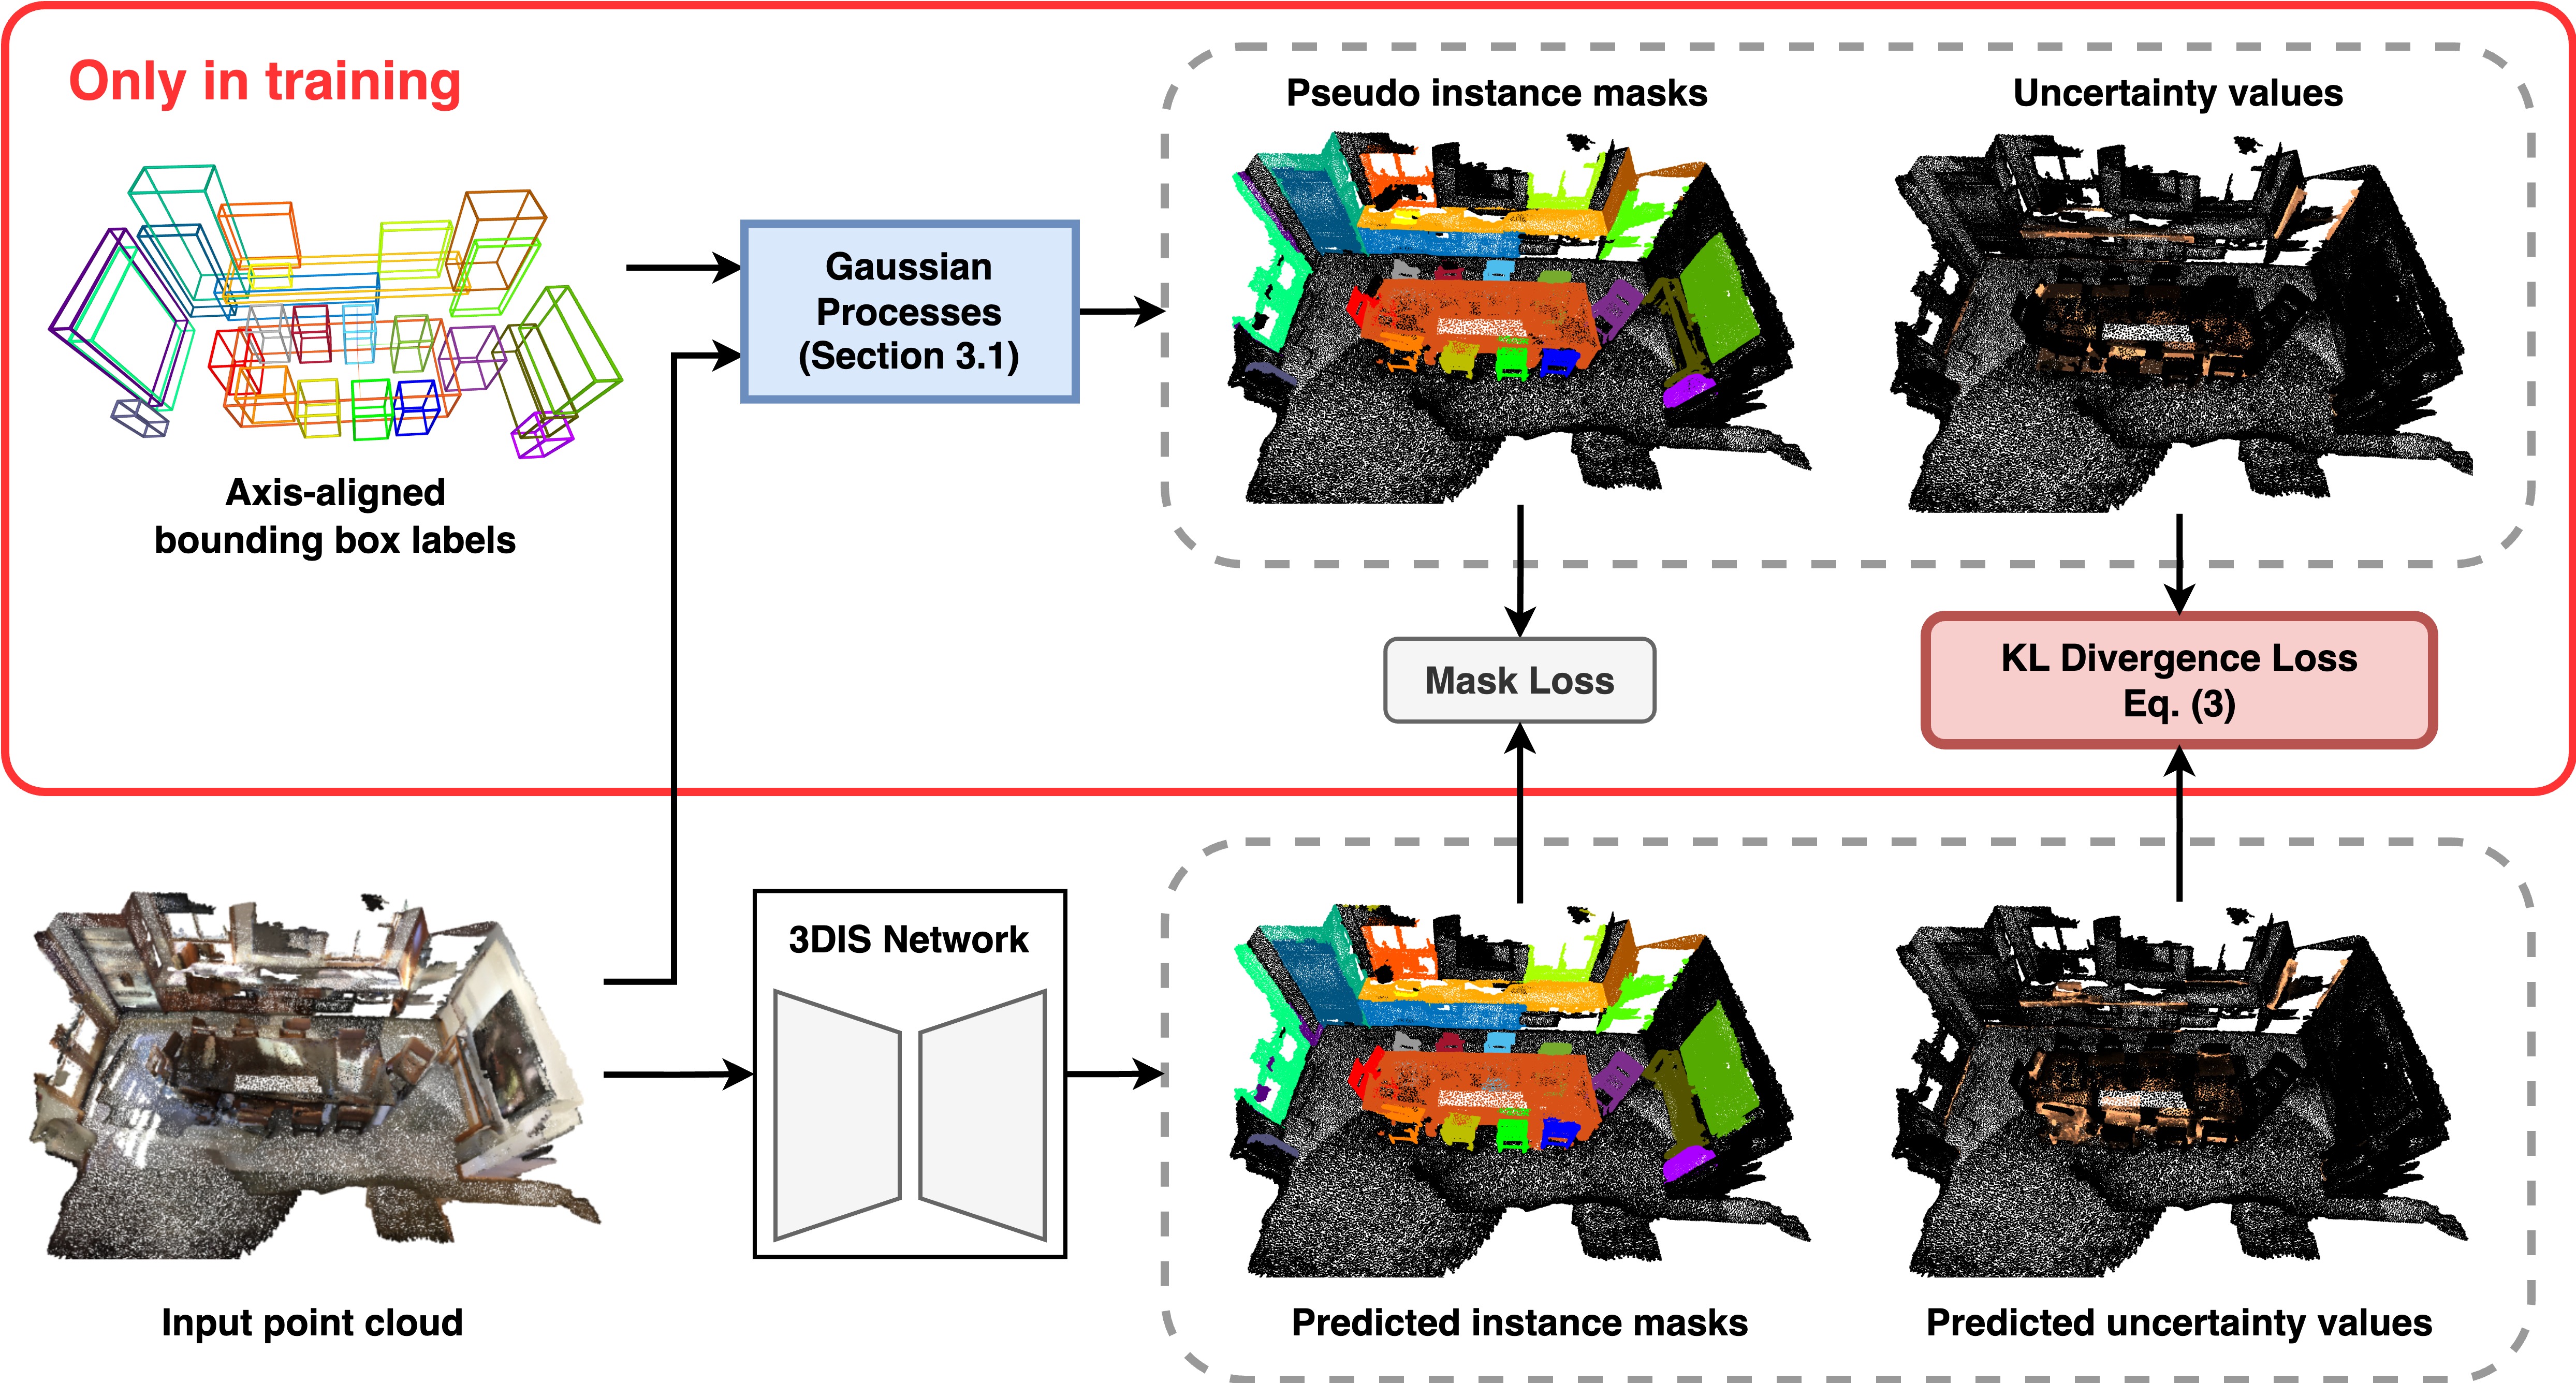 Only in training
Pseudo instance masks
Uncertainty values
Gaussian
Processes
(Section 3.1)
Axis-aligned
bounding box labels
Mask Loss
KL Divergence Loss
Eq. (3)
3DIS Network
Input point cloud
Predicted instance masks
Predicted uncertainty values